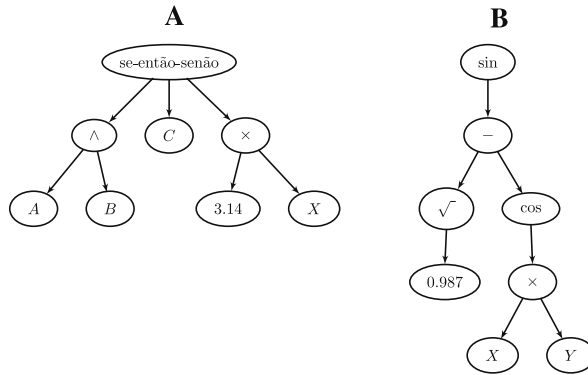 A
se-então-senão
∧ C ×
A B 3.14 X
B
sin
−
√ cos
0.987 ×
X Y